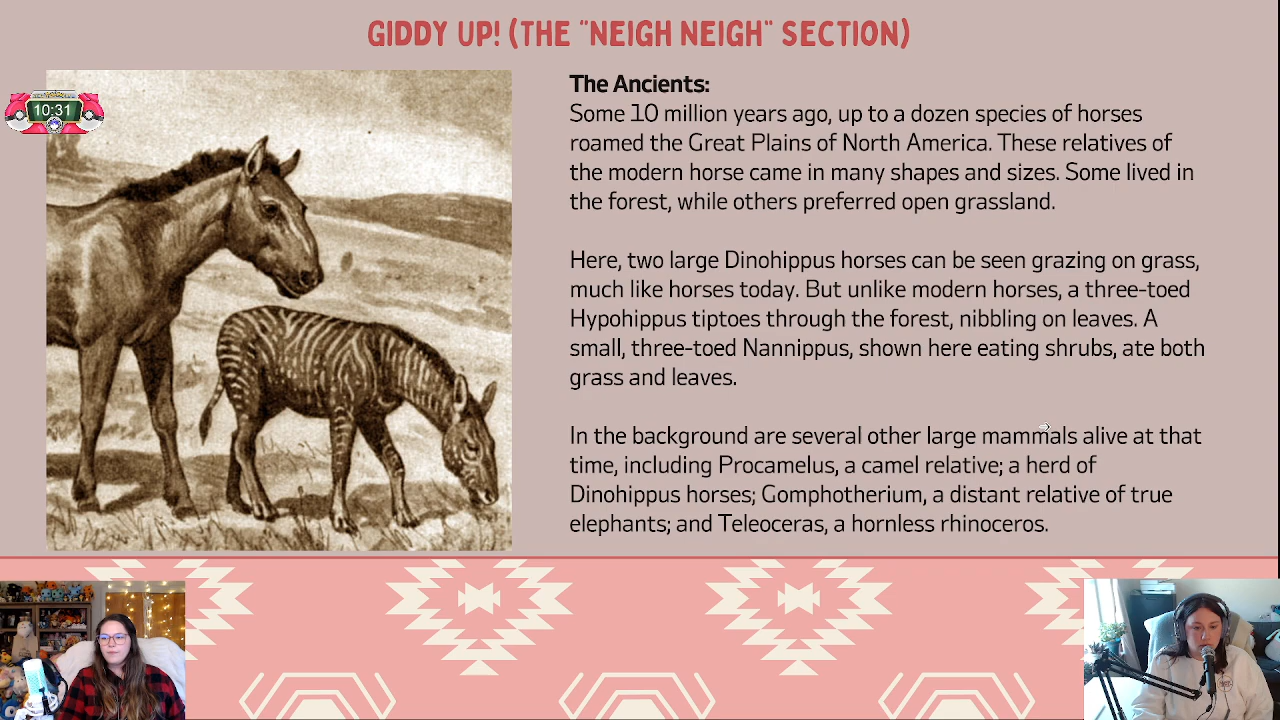 GIDDY UP! (THE "NEIGH NEIGH" SECTION)
10:31
The Ancients:
Some 10 million years ago, up to a dozen species of horses
roamed the Great Plains of North America. These relatives of
the modern horse came in many shapes and sizes. Some lived in
the forest, while others preferred open grassland.
Here, two large Dinohippus horses can be seen grazing on grass,
much like horses today. But unlike modern horses, a three-toed
Hypohippus tiptoes through the forest, nibbling on leaves. A
small, three-toed Nannippus, shown here eating shrubs, ate both
grass and leaves.
In the background are several other large mammals alive at that
time, including Procamelus, a camel relative; a herd of
Dinohippus horses; Gomphotherium, a distant relative of true
elephants; and Teleoceras, a hornless rhinoceros.